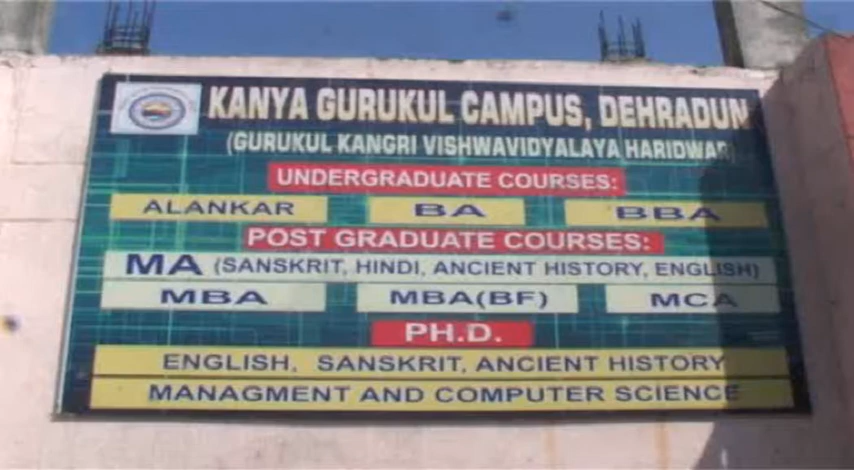 KANYA GURUKUL CAMPUS, DEHRADUN
(GURUKUL KANGRI VISHWAVIDYALAYA HARIDWAR)
UNDERGRADUATE COURSES:
ALANKAR BA BBA
POST GRADUATE COURSES:
MA (SANSKRIT, HINDI, ANCIENT HISTORY, ENGLISH)
MBA MBA(BF) MCA
PH.D.
ENGLISH, SANSKRIT, ANCIENT HISTORY
MANAGMENT AND COMPUTER SCIENCE